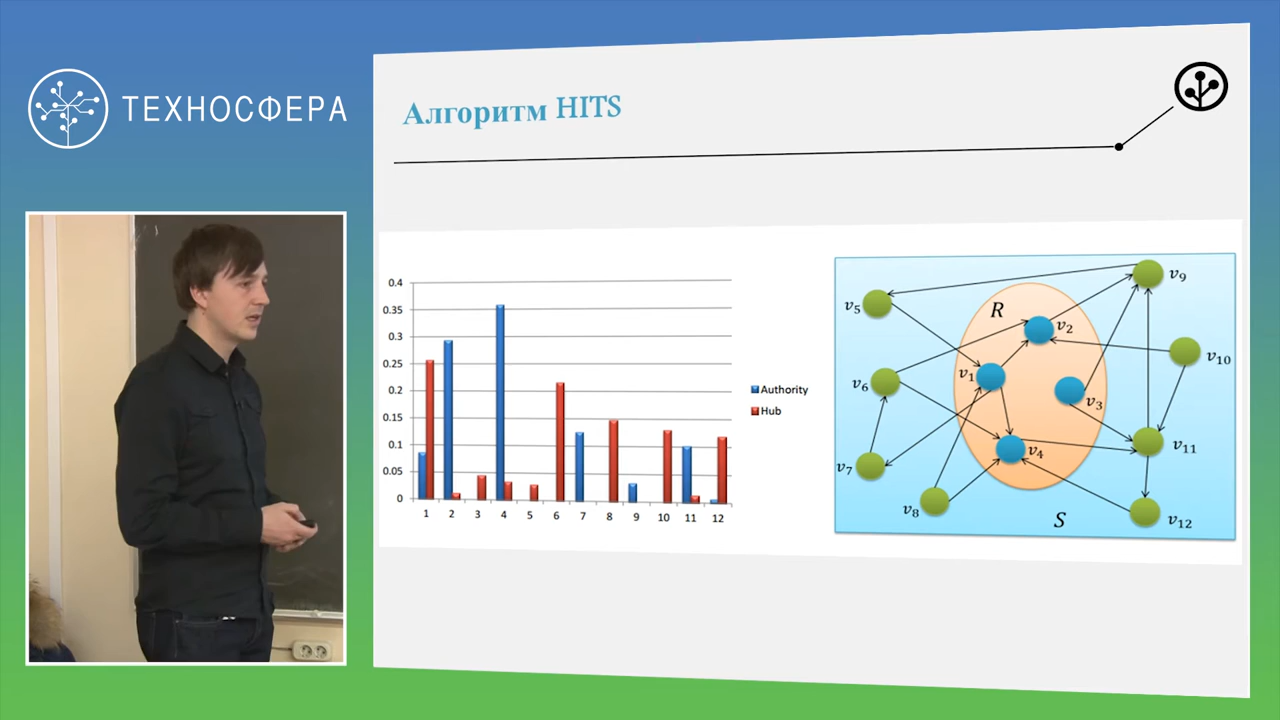 ТЕХНОСФЕРА
Алгоритм HITS
0.4
0.35
0.3
0.25
0.2
0.15
0.1
0.05
0
1 2 3 4 5 6 7 8 9 10 11 12
Authority
Hub
R
S
v1
v2
v3
v4
v5
v6
v7
v8
v9
v10
v11
v12